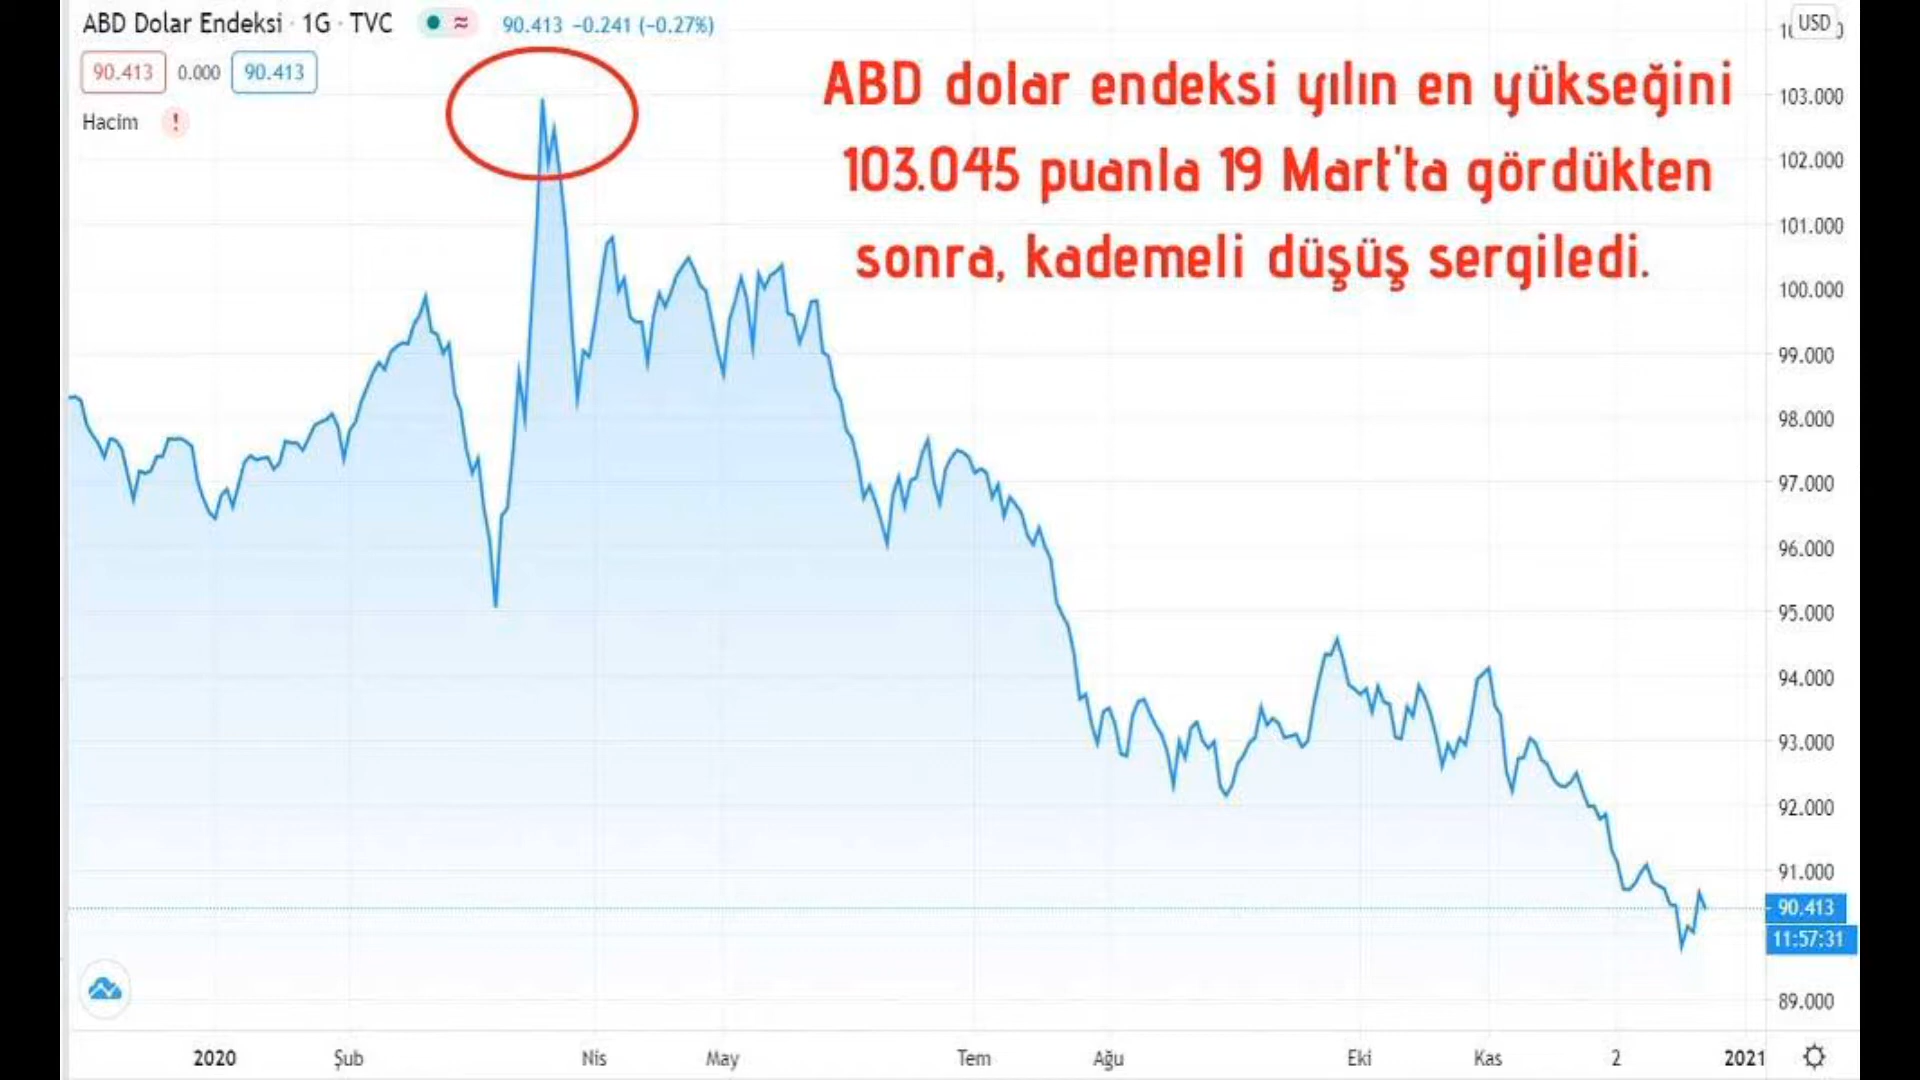 ABD Dolar Endeksi · 1G · TVC 90.413 −0.241 (−0.27%)
90.413 0.000 90.413
Hacim !
USD
ABD dolar endeksi yılın en yükseğini
103.045 puanla 19 Mart'ta gördükten
sonra, kademeli düşüş sergiledi.
103.000
102.000
101.000
100.000
99.000
98.000
97.000
96.000
95.000
94.000
93.000
92.000
91.000
90.413
11:57:31
89.000
2020 Şub Nis May Tem Ağu Eki Kas 2 2021